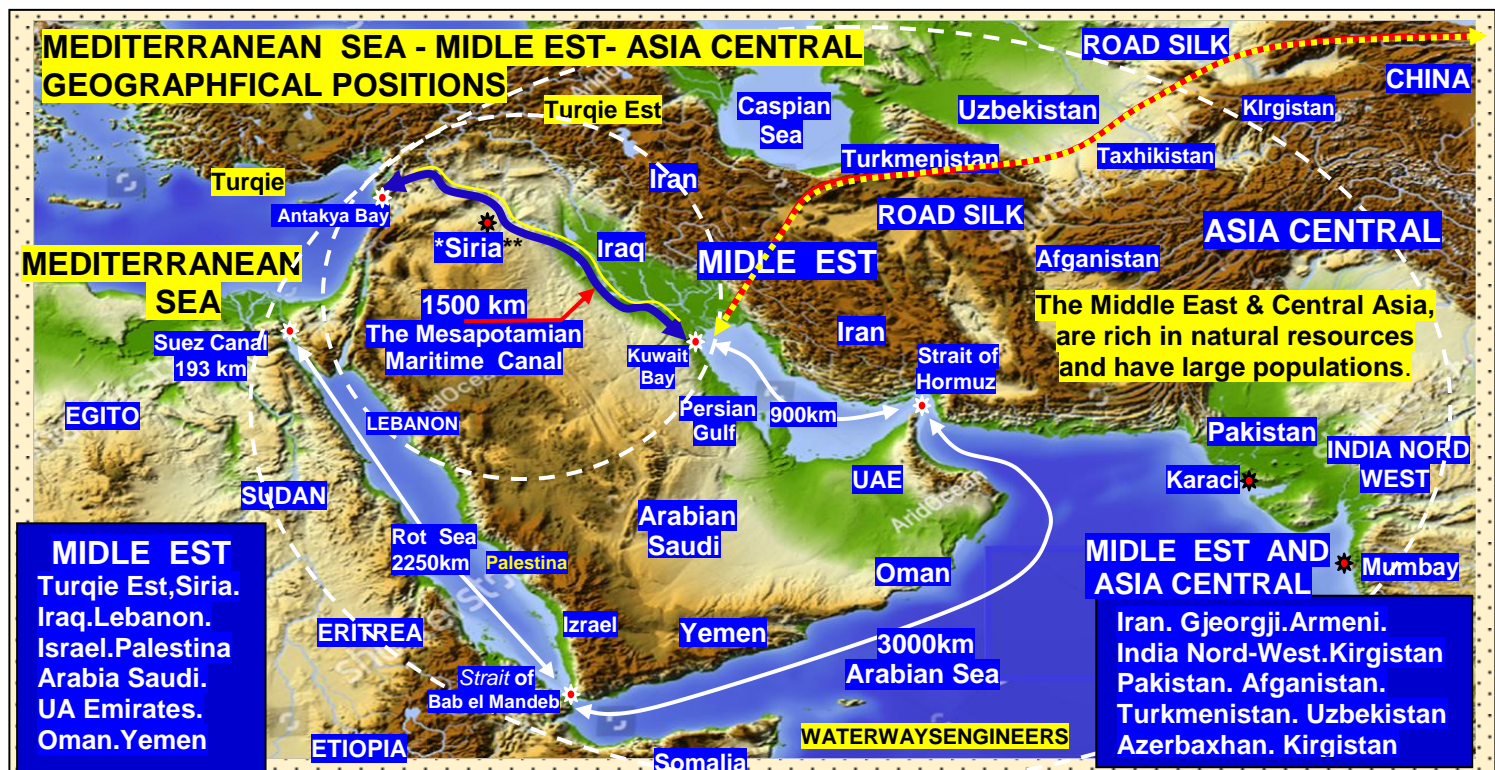 MEDITERRANEAN SEA - MIDLE EST- ASIA CENTRAL
GEOGRAPHFICAL POSITIONS
ROAD SILK
CHINA
Caspian
Sea
Uzbekistan
KIrgistan
Turqie Est
Turkmenistan
Taxhikistan
Iran
Turqie
Antakya Bay
ROAD SILK
ASIA CENTRAL
*Siria**
Iraq
MIDLE EST
Afganistan
MEDITERRANEAN
SEA
1500 km
The Mesapotamian
Maritime Canal
The Middle East & Central Asia,
are rich in natural resources
and have large populations.
Suez Canal
193 km
Kuwait
Bay
Iran
Strait of
Hormuz
EGITO
LEBANON
Persian
Gulf
900km
Pakistan
INDIA NORD
WEST
UAE
Karaci
SUDAN
Arabian
Saudi
Rot Sea
2250km
Palestina
Oman
MIDLE EST AND
ASIA CENTRAL
Mumbay
MIDLE EST
Turqie Est,Siria.
Iraq.Lebanon.
Israel.Palestina
Arabia Saudi.
UA Emirates.
Oman.Yemen
ERITREA
Izrael
Yemen
3000km
Arabian Sea
Iran. Gjeorgji.Armeni.
India Nord-West.Kirgistan
Pakistan. Afganistan.
Turkmenistan. Uzbekistan
Azerbaxhan. Kirgistan
Strait of
Bab el Mandeb
ETIOPIA
Somalia
WATERWAYSENGINEERS